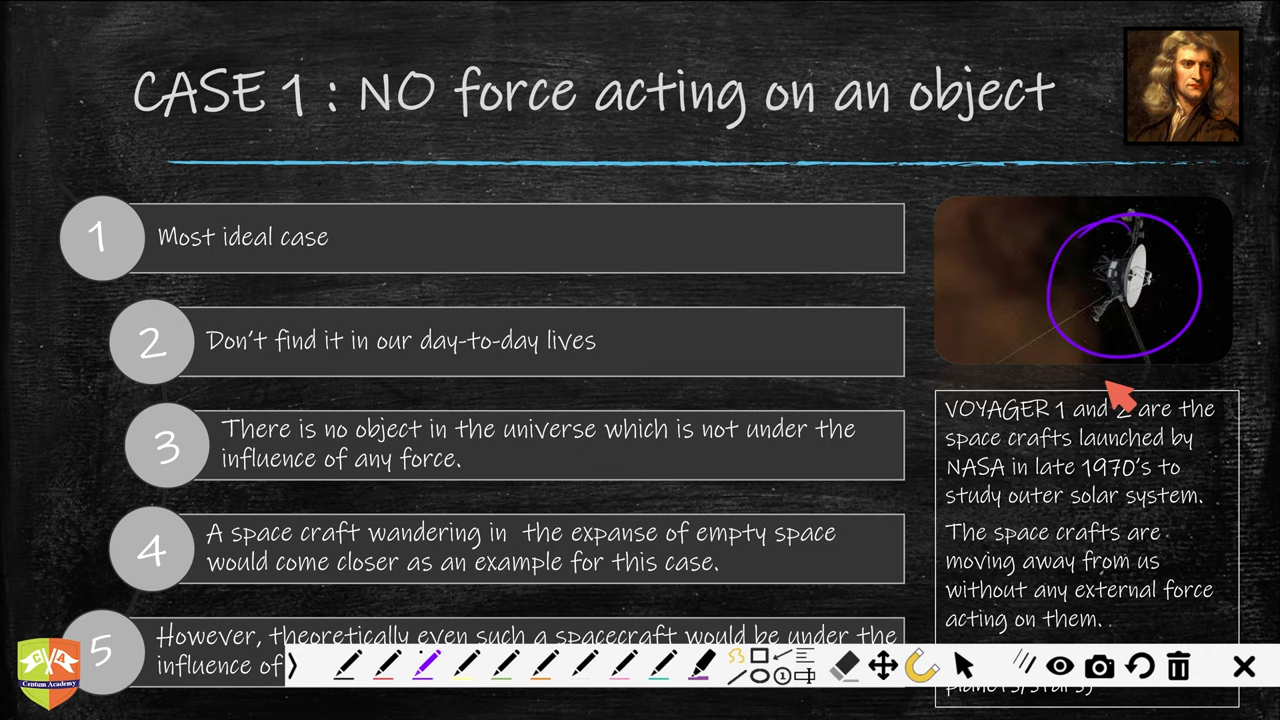 CASE 1 : NO force acting on an object
1
Most ideal case
2
Don't find it in our day-to-day lives
3
There is no object in the universe which is not under the
influence of any force.
4
A space craft wandering in the expanse of empty space
would come closer as an example for this case.
5
However, theoretically even such a spacecraft would be under the
influence of
VOYAGER 1 and 2 are the
space crafts launched by
NASA in late 1970's to
study outer solar system.
The space crafts are
moving away from us
without any external force
acting on them.
CVA
Centum Academy